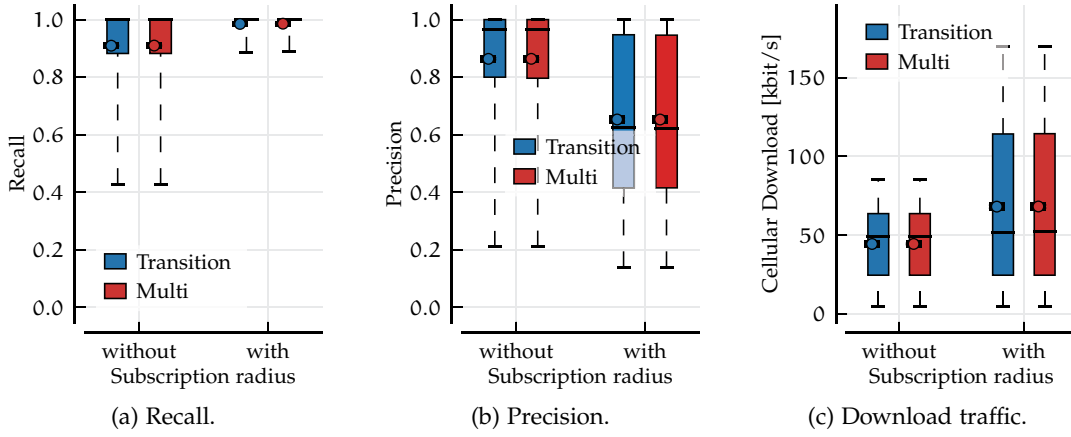 1.0
0.8
0.6
0.4
0.2
0.0
Recall
Transition
Multi
without
with
Subscription radius
(a) Recall.
1.0
0.8
0.6
0.4
0.2
0.0
Precision
Transition
Multi
without
with
Subscription radius
(b) Precision.
150
100
50
0
Cellular Download [kbit/s]
Transition
Multi
without
with
Subscription radius
(c) Download traffic.